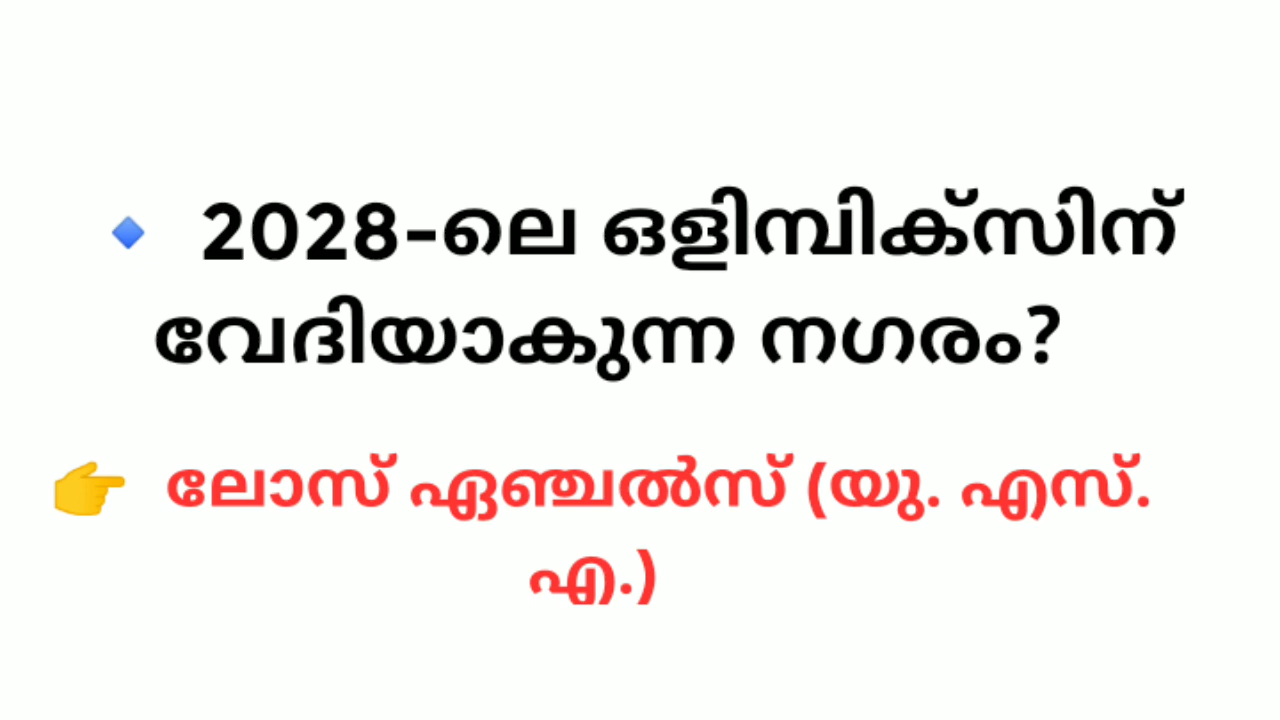 🔹 2028-ലെ ഒളിമ്പിക്സിന്
വേദിയാകുന്ന നഗരം?
👉 ലോസ് ഏഞ്ചൽസ് (യു. എസ്.
എ.)